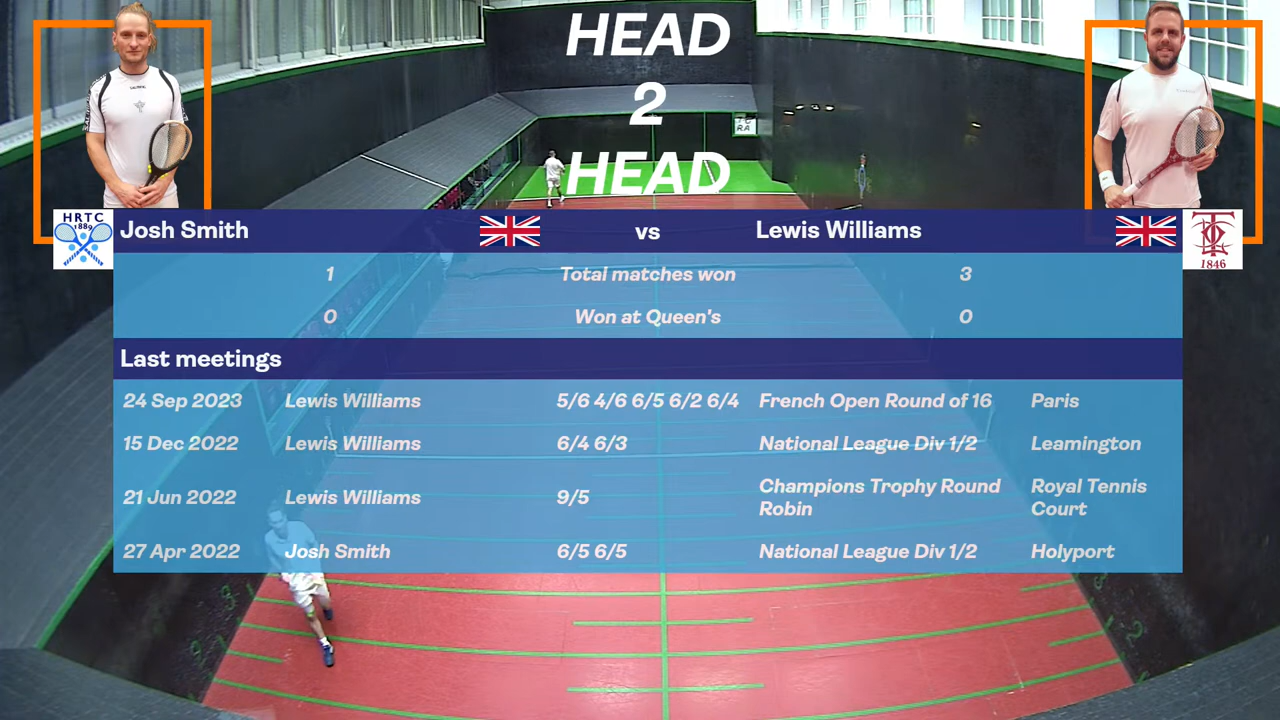 HEAD
2
HEAD
T&RA
HRTC
1889
Josh Smith vs Lewis Williams
1846
1 Total matches won 3
0 Won at Queen's 0
Last meetings
24 Sep 2023 Lewis Williams 5/6 4/6 6/5 6/2 6/4 French Open Round of 16 Paris
15 Dec 2022 Lewis Williams 6/4 6/3 National League Div 1/2 Leamington
21 Jun 2022 Lewis Williams 9/5 Champions Trophy Round Robin Royal Tennis Court
27 Apr 2022 Josh Smith 6/5 6/5 National League Div 1/2 Holyport